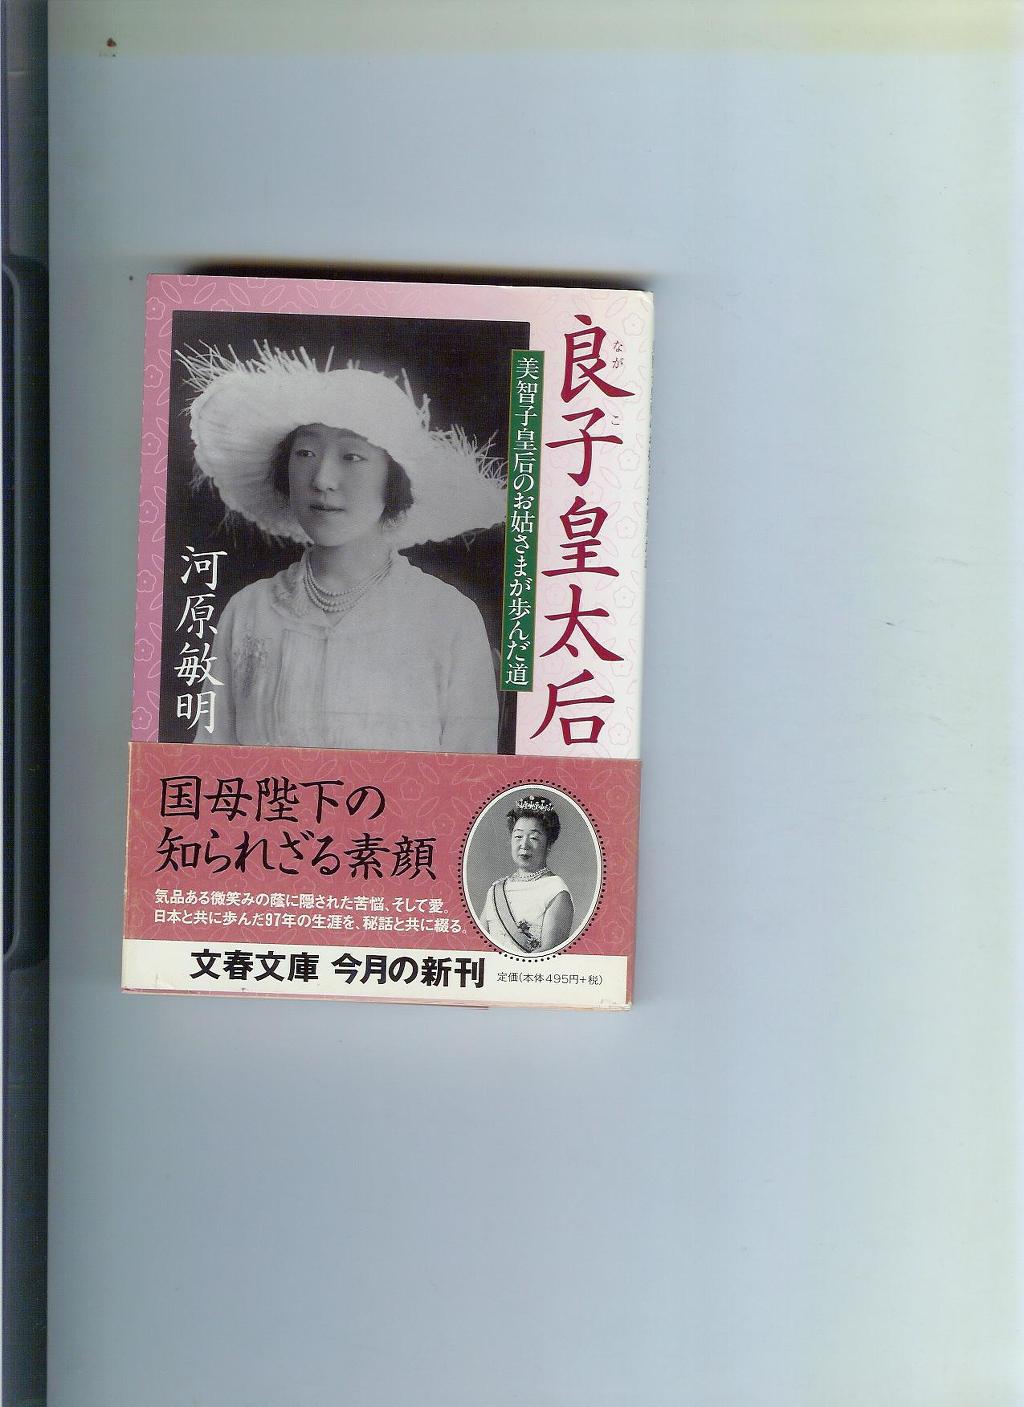 良子皇太后
なが こ
美智子皇后のお姑さまが歩んだ道
河原敏明
国母陛下の
知られざる素顔
気品ある微笑みの蔭に隠された苦悩、そして愛。
日本と共に歩んだ97年の生涯を、秘話と共に綴る。
文春文庫 今月の新刊
定価(本体495円+税)